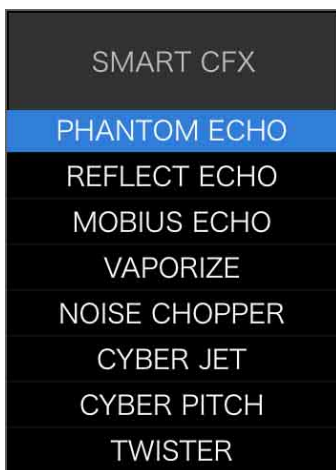 SMART CFX
PHANTOM ECHO
REFLECT ECHO
MOBIUS ECHO
VAPORIZE
NOISE CHOPPER
CYBER JET
CYBER PITCH
TWISTER